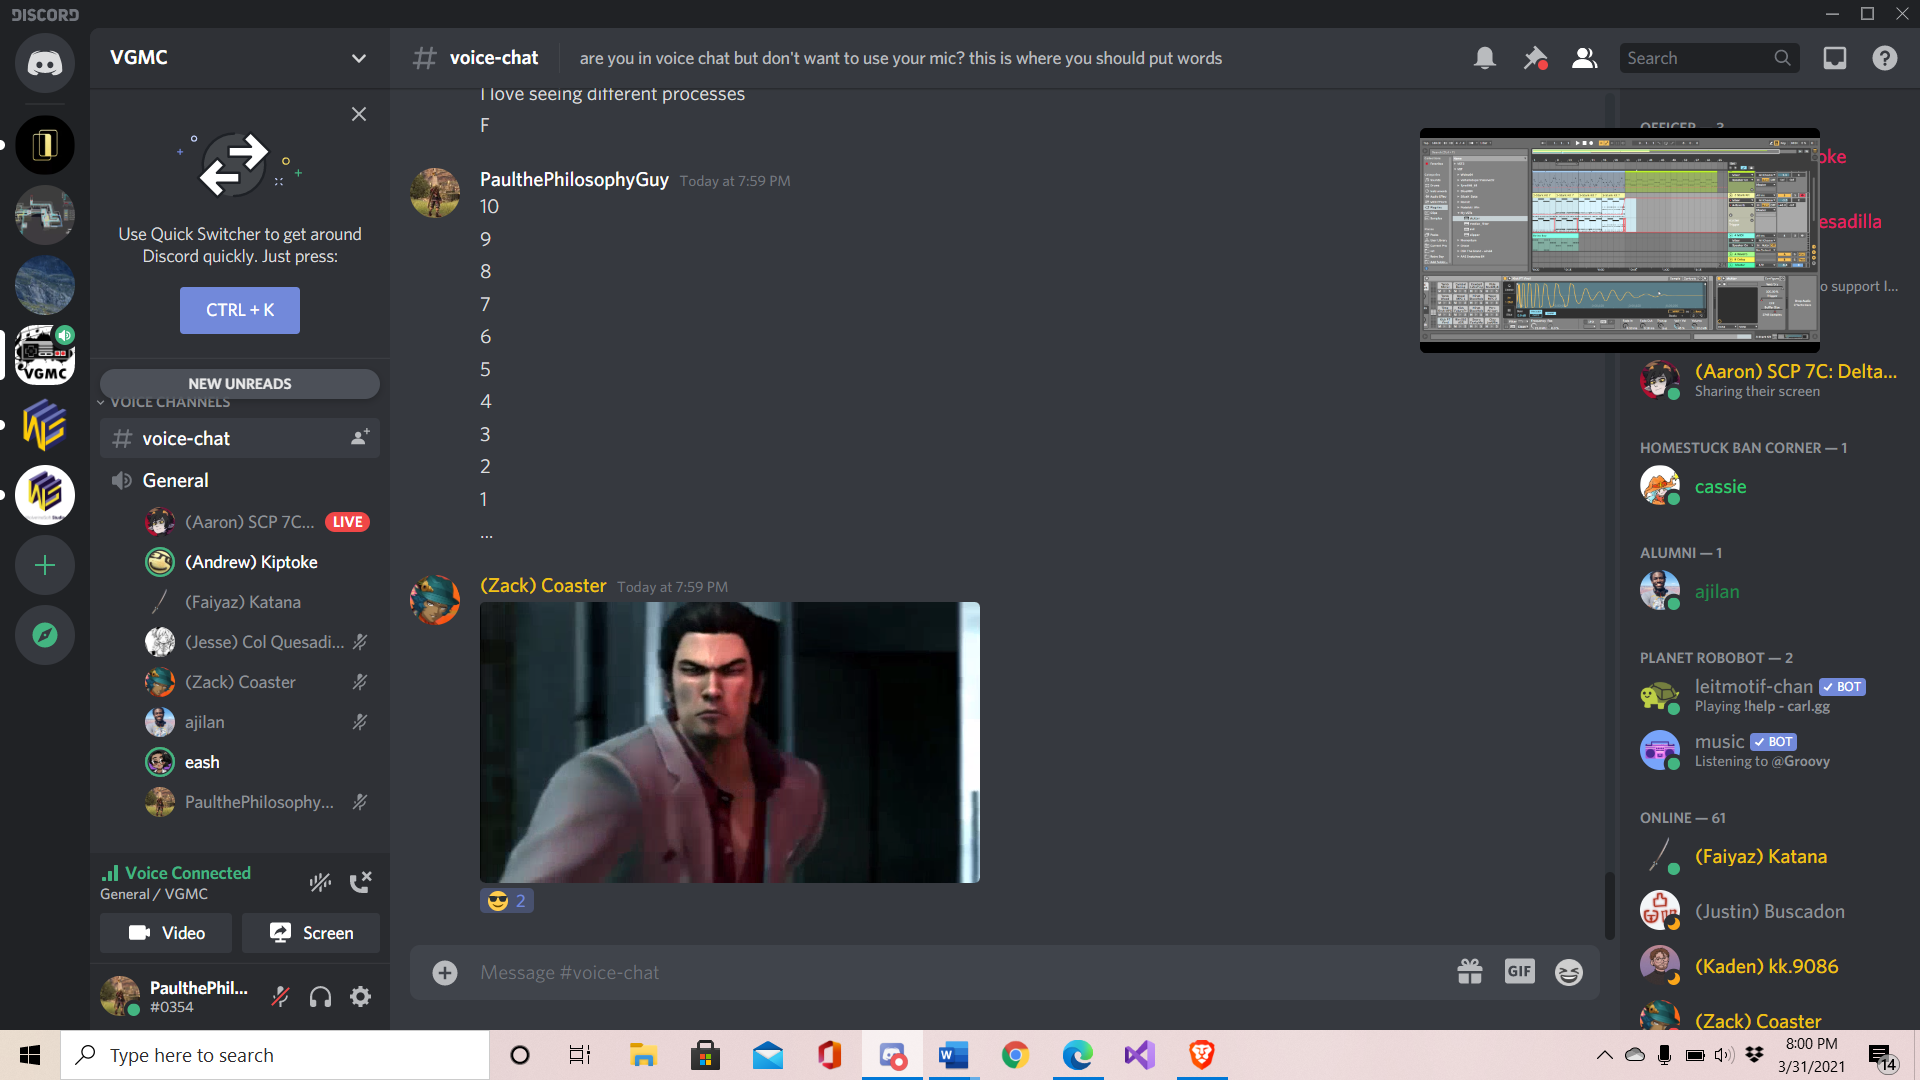 DISCORD
VGMC
voice-chat
are you in voice chat but don't want to use your mic? this is where you should put words
Search
I love seeing different processes
F
Use Quick Switcher to get around
Discord quickly. Just press:
CTRL + K
NEW UNREADS
VOICE CHANNELS
voice-chat
General
(Aaron) SCP 7C...
LIVE
(Andrew) Kiptoke
(Faiyaz) Katana
(Jesse) Col Quesadi...
(Zack) Coaster
ajilan
eash
PaulthePhilosophy...
Voice Connected
General / VGMC
Video
Screen
PaulthePhil...
#0354
PaulthePhilosophyGuy Today at 7:59 PM
10
9
8
7
6
5
4
3
2
1
...
(Zack) Coaster Today at 7:59 PM
2
Message #voice-chat
GIF
OFFICER — 3
oke
esadilla
o support I...
(Aaron) SCP 7C: Delta...
Sharing their screen
HOMESTUCK BAN CORNER — 1
cassie
ALUMNI — 1
ajilan
PLANET ROBOBOT — 2
leitmotif-chan BOT
Playing !help - carl.gg
music BOT
Listening to @Groovy
ONLINE — 61
(Faiyaz) Katana
(Justin) Buscadon
(Kaden) kk.9086
(Zack) Coaster
VGMC
Type here to search
8:00 PM
3/31/2021
14